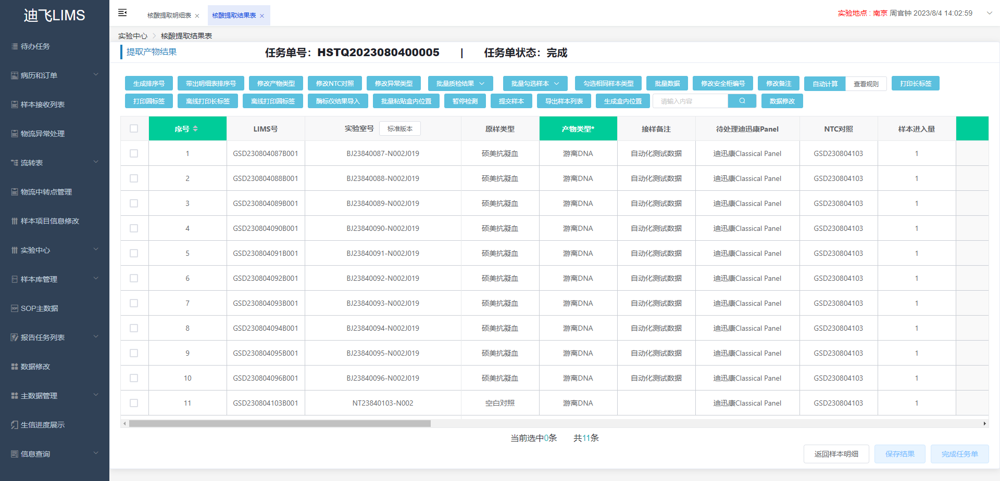 迪飞LIMS
待办任务
病历和订单
样本接收列表
物流异常处理
流转表
物流中转点管理
样本项目信息修改
实验中心
样本库管理
SOP主数据
报告任务列表
数据修改
主数据管理
生信进度展示
信息查询
核酸提取明细表 × 核酸提取结果表 ×
实验地点 : 南京 周官钟 2023/8/4 14:02:59
实验中心 > 核酸提取结果表
提取产物结果 任务单号：HSTQ2023080400005 | 任务单状态：完成
生成排序号 带出明细表排序号 修改产物类型 修改NTC对照 修改异常类型 批量质检结果 批量勾选样本 勾选相同样本类型 批量数据 修改安全柜编号 修改备注 自动计算 查看规则 打印长标签
打印圆标签 离线打印长标签 离线打印圆标签 酶标仪结果导入 批量粘贴盒内位置 暂停检测 提交样本 导出样本列表 生成盒内位置 请输入内容 数据修改
序号 LIMS号 实验室号 标准版本 原样类型 产物类型* 接样备注 待处理迪迅康Panel NTC对照 样本进入量
1 GSD230804087B001 BJ23840087-N002J019 硕美抗凝血 游离DNA 自动化测试数据 迪迅康Classical Panel GSD230804103 1
2 GSD230804088B001 BJ23840088-N002J019 硕美抗凝血 游离DNA 自动化测试数据 迪迅康Classical Panel GSD230804103 1
3 GSD230804089B001 BJ23840089-N002J019 硕美抗凝血 游离DNA 自动化测试数据 迪迅康Classical Panel GSD230804103 1
4 GSD230804090B001 BJ23840090-N002J019 硕美抗凝血 游离DNA 自动化测试数据 迪迅康Classical Panel GSD230804103 1
5 GSD230804091B001 BJ23840091-N002J019 硕美抗凝血 游离DNA 自动化测试数据 迪迅康Classical Panel GSD230804103 1
6 GSD230804092B001 BJ23840092-N002J019 硕美抗凝血 游离DNA 自动化测试数据 迪迅康Classical Panel GSD230804103 1
7 GSD230804093B001 BJ23840093-N002J019 硕美抗凝血 游离DNA 自动化测试数据 迪迅康Classical Panel GSD230804103 1
8 GSD230804094B001 BJ23840094-N002J019 硕美抗凝血 游离DNA 自动化测试数据 迪迅康Classical Panel GSD230804103 1
9 GSD230804095B001 BJ23840095-N002J019 硕美抗凝血 游离DNA 自动化测试数据 迪迅康Classical Panel GSD230804103 1
10 GSD230804096B001 BJ23840096-N002J019 硕美抗凝血 游离DNA 自动化测试数据 迪迅康Classical Panel GSD230804103 1
11 GSD230804103B001 NT23840103-N002 空白对照 游离DNA 迪迅康Classical Panel GSD230804103 1
当前选中0条 共11条
返回样本明细 保存结果 完成任务单